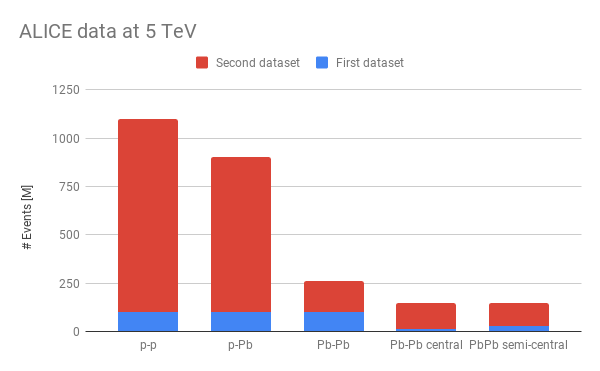 ALICE data at 5 TeV
Second dataset First dataset
# Events [M]
1250
1000
750
500
250
0
p-p p-Pb Pb-Pb Pb-Pb central PbPb semi-central